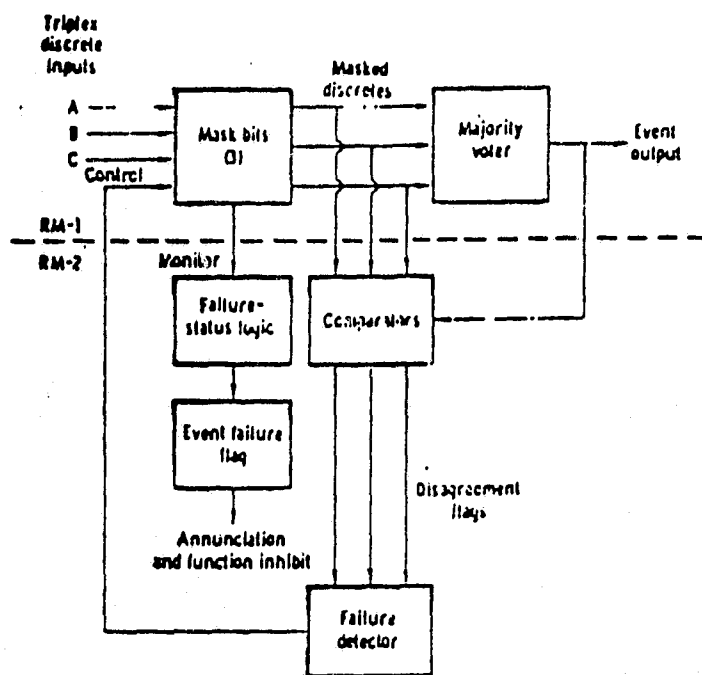 Triplex
discrete
inputs
A
B
C
Control
Mask bits
(3)
Masked
discretes
Majority
voter
Event
output
RM-1
RM-2
Monitor
Failure-
status logic
Comparators
Event failure
flag
Disagreement
flags
Annunciation
and function inhibit
Failure
detector